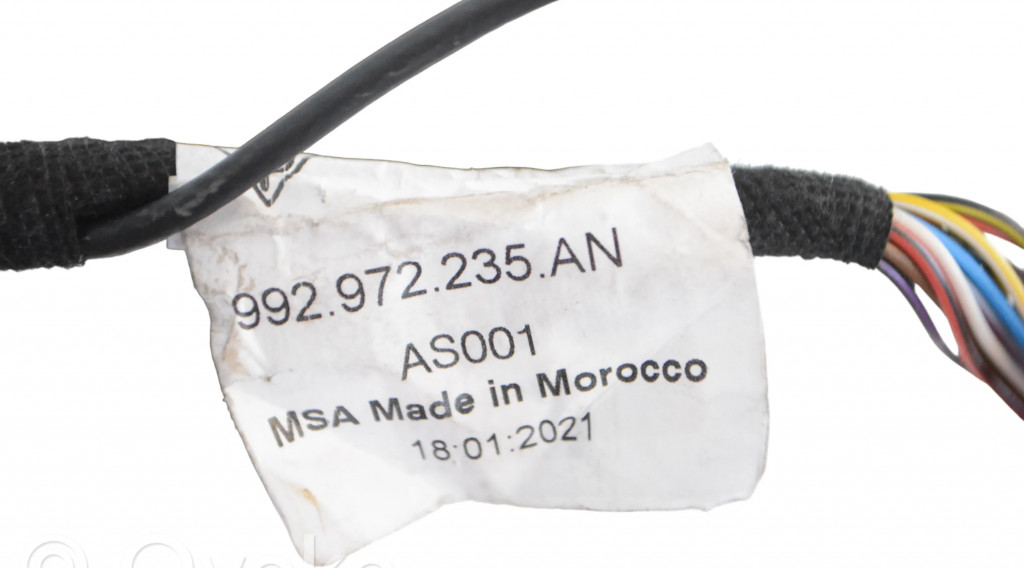 992.972.235.AN
AS001
MSA Made in Morocco
18:01:2021